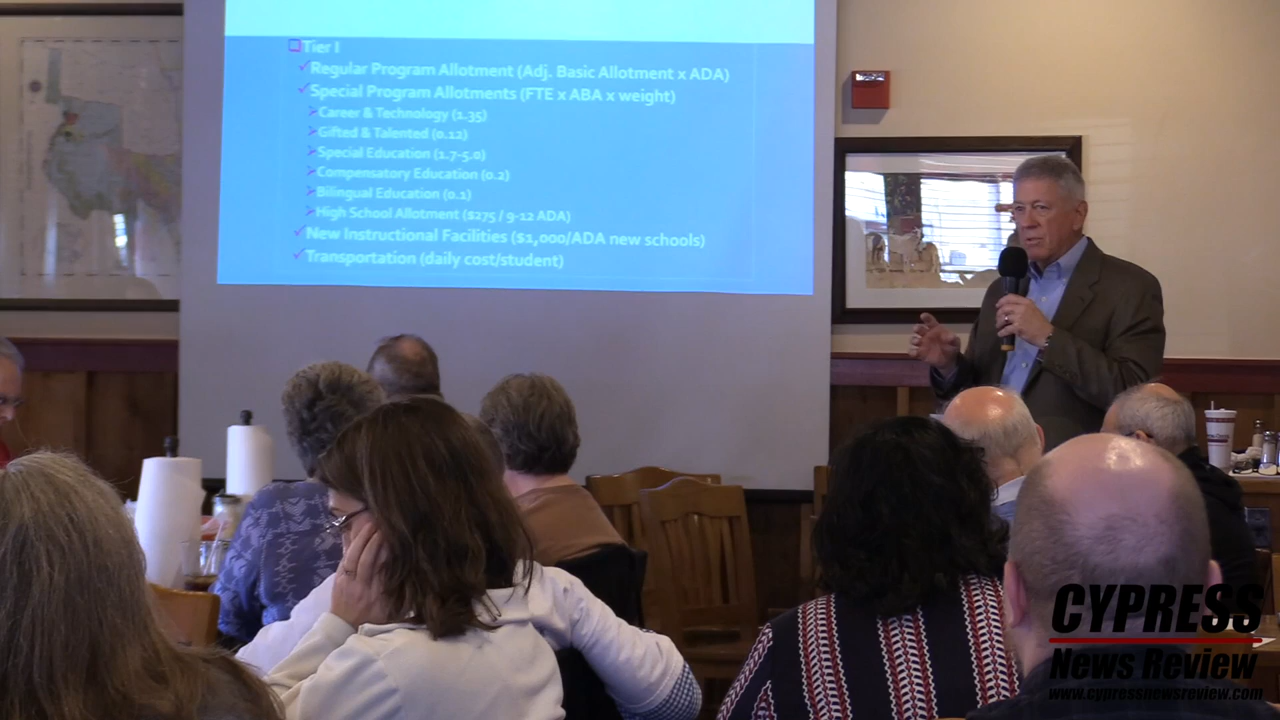 Tier I
Regular Program Allotment (Adj. Basic Allotment x ADA)
Special Program Allotments (FTE x ABA x weight)
Career & Technology (1.35)
Gifted & Talented (0.12)
Special Education (1.7-5.0)
Compensatory Education (0.2)
Bilingual Education (0.1)
High School Allotment ($275 / 9-12 ADA)
New Instructional Facilities ($1,000/ADA new schools)
Transportation (daily cost/student)
CYPRESS
News Review
www.cypressnewsreview.com